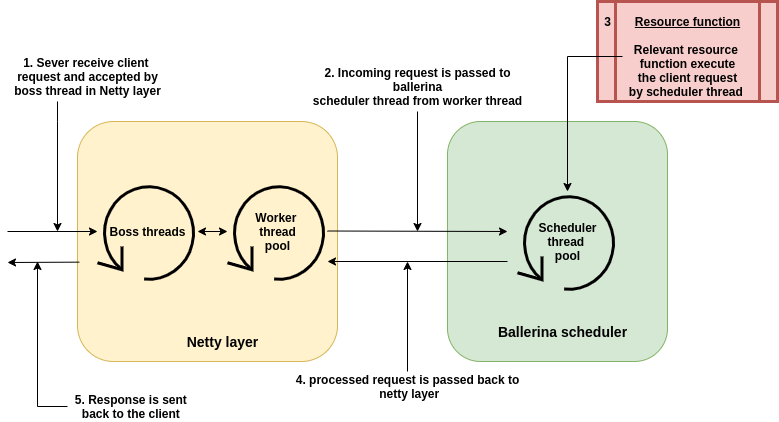 1. Sever receive client
request and accepted by
boss thread in Netty layer
2. Incoming request is passed to
ballerina
scheduler thread from worker thread
3
Resource function
Relevant resource
function execute
the client request
by scheduler thread
Boss threads
Worker
thread
pool
Scheduler
thread
pool
Netty layer
Ballerina scheduler
4. processed request is passed back to
netty layer
5. Response is sent
back to the client